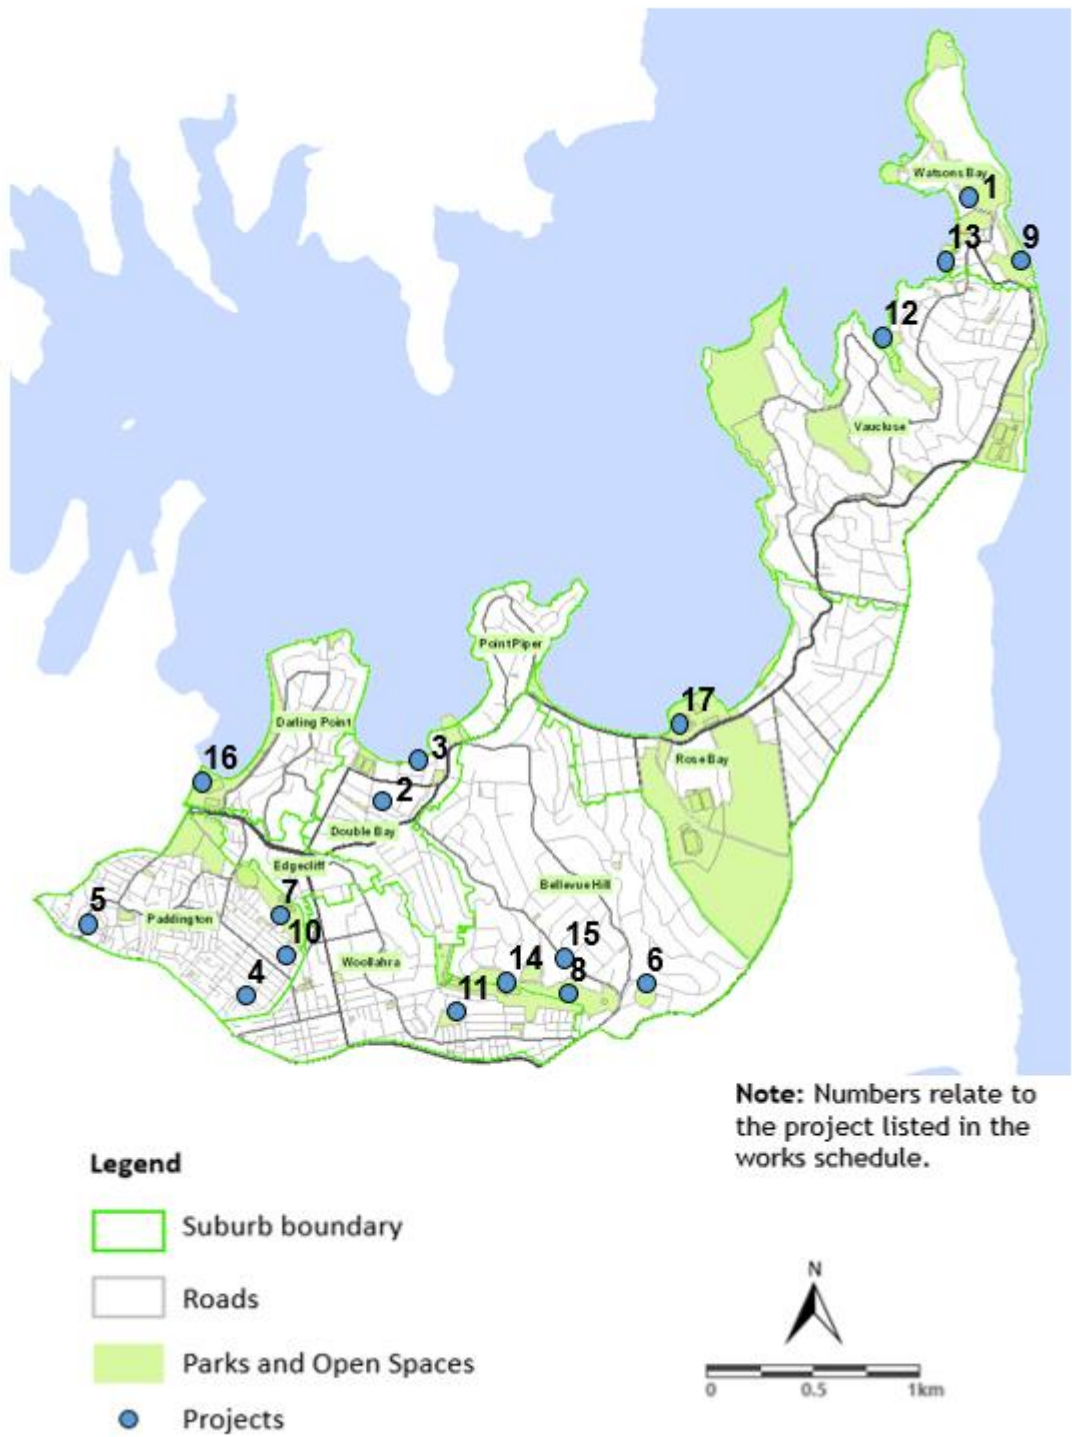 Watsons Bay
1
13
9
12
Vaucluse
Point Piper
17
Darling Point
3
Rose Bay
16
2
Double Bay
Edgecliff
Bellevue Hill
7
5
Paddington
10
15
Woollahra
14
6
8
4
11
Note: Numbers relate to
the project listed in the
works schedule.
Legend
Suburb boundary
Roads
Parks and Open Spaces
Projects
N
0 0.5 1km